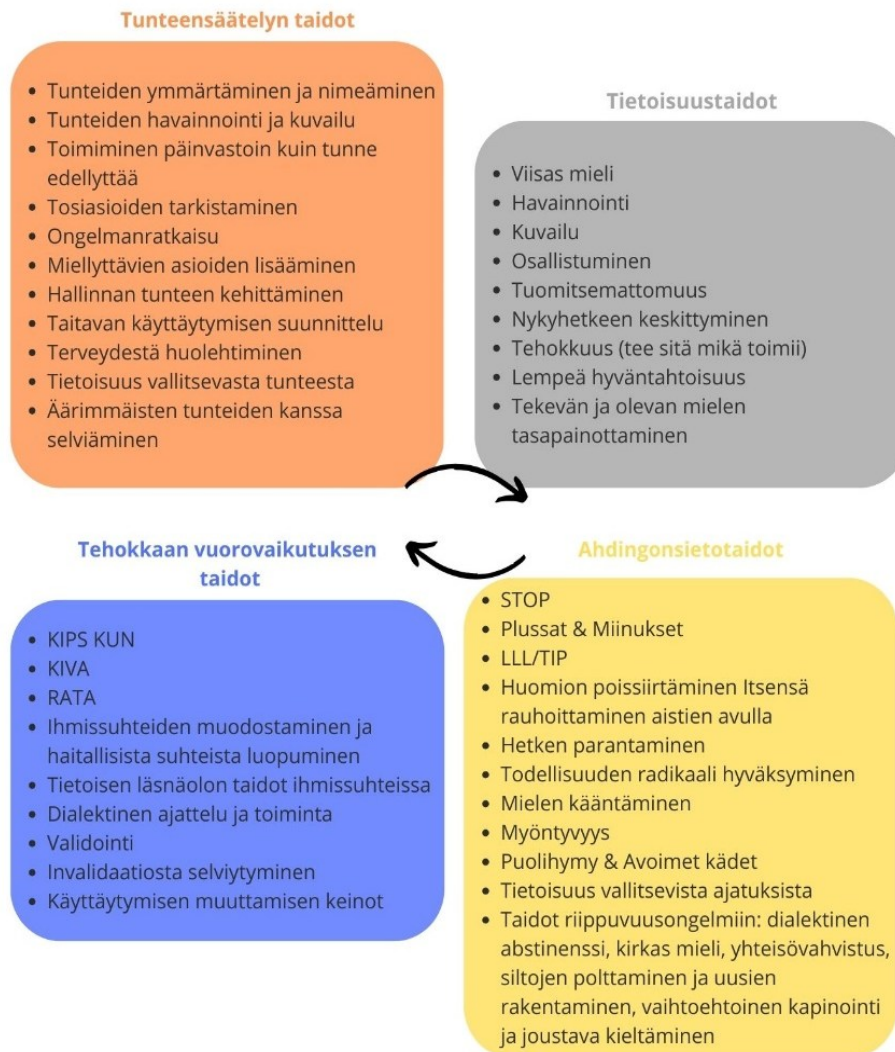 Tunteensäätelyn taidot
Tunteiden ymmärtäminen ja nimeäminen
Tunteiden havainnointi ja kuvailu
Toimiminen päinvastoin kuin tunne
edellyttää
Tosiasioiden tarkistaminen
Ongelmanratkaisu
Miellyttävien asioiden lisääminen
Hallinnan tunteen kehittäminen
Taitavan käyttäytymisen suunnittelu
Terveydestä huolehtiminen
Tietoisuus vallitsevasta tunteesta
Äärimmäisten tunteiden kanssa
selviäminen
Tietoisuustaidot
Viisas mieli
Havainnointi
Kuvailu
Osallistuminen
Tuomitsemattomuus
Nykyhetkeen keskittyminen
Tehokkuus (tee sitä mikä toimii)
Lempeä hyväntahtoisuus
Tekevän ja olevan mielen
tasapainottaminen
Tehokkaan vuorovaikutuksen
taidot
KIPS KUN
KIVA
RATA
Ihmissuhteiden muodostaminen ja
haitallisista suhteista luopuminen
Tietoisen läsnäolon taidot ihmissuhteissa
Dialektinen ajattelu ja toiminta
Validointi
Invalidaatiosta selviytyminen
Käyttäytymisen muuttamisen keinot
Ahdingonsietotaidot
STOP
Plussat & Miinukset
LLL/TIP
Huomion poissiirtäminen Itsensä
rauhoittaminen aistien avulla
Hetken parantaminen
Todellisuuden radikaali hyväksyminen
Mielen kääntäminen
Myöntyvyys
Puolihymy & Avoimet kädet
Tietoisuus vallitsevista ajatuksista
Taidot riippuvuusongelmiin: dialektinen
abstinenssi, kirkas mieli, yhteisövahvistus,
siltojen polttaminen ja uusien
rakentaminen, vaihtoehtoinen kapinointi
ja joustava kieltäminen